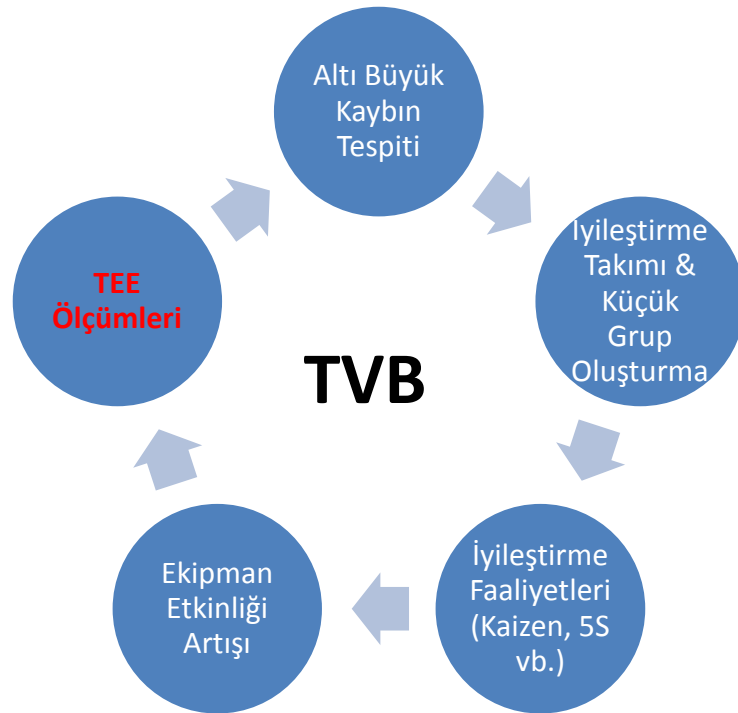 Altı Büyük
Kaybın
Tespiti
İyileştirme
Takımı &
Küçük
Grup
Oluşturma
İyileştirme
Faaliyetleri
(Kaizen, 5S
vb.)
Ekipman
Etkinliği
Artışı
TEE
Ölçümleri
TVB